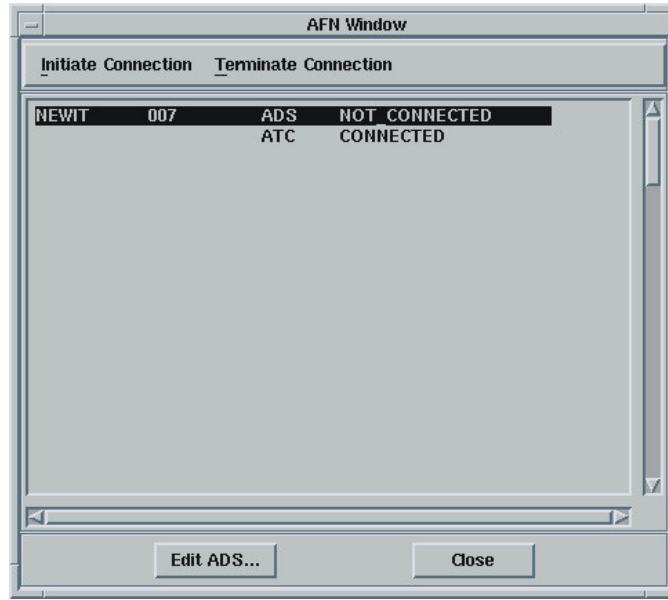 AFN Window
Initiate Connection Terminate Connection
NEWIT 007 ADS NOT_CONNECTED
ATC CONNECTED
Edit ADS... Close